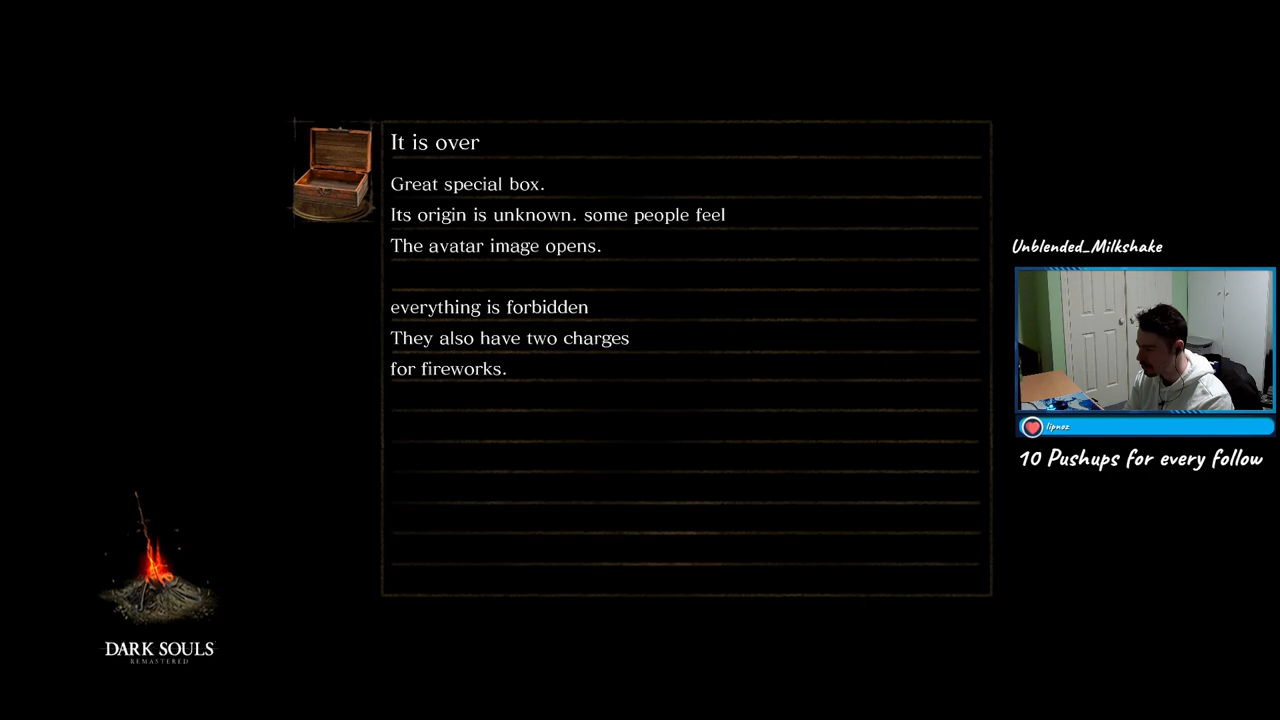 It is over
Great special box.
Its origin is unknown. some people feel
The avatar image opens.
everything is forbidden
They also have two charges
for fireworks.
Unblended_Milkshake
lipnox
10 Pushups for every follow
DARK SOULS
REMASTERED